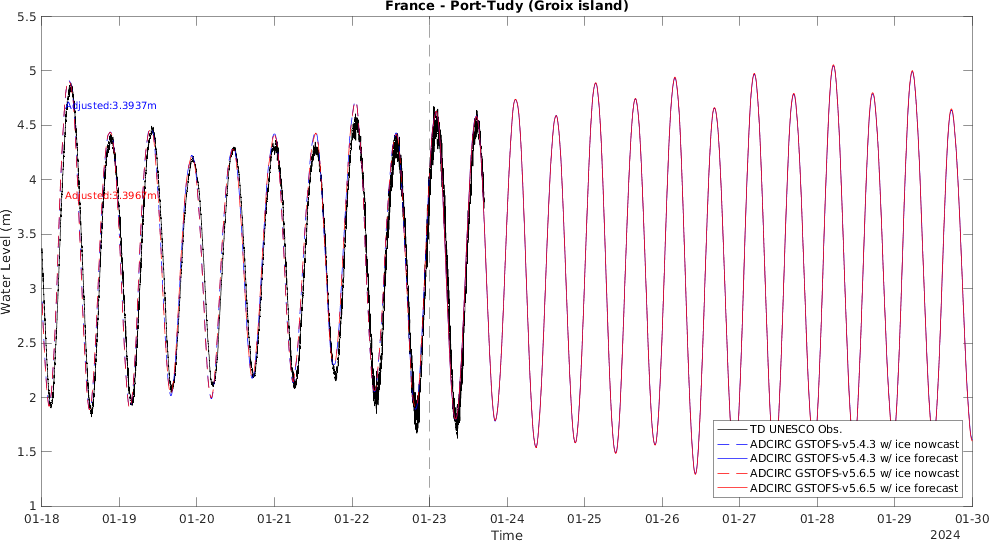 France - Port-Tudy (Groix island)
5.5
5
4.5
4
3.5
3
2.5
2
1.5
1
Water Level (m)
Adjusted:3.3937m
Adjusted:3.3967m
TD UNESCO Obs.
ADCIRC GSTOFS-v5.4.3 w/ ice nowcast
ADCIRC GSTOFS-v5.4.3 w/ ice forecast
ADCIRC GSTOFS-v5.6.5 w/ ice nowcast
ADCIRC GSTOFS-v5.6.5 w/ ice forecast
01-18 01-19 01-20 01-21 01-22 01-23 01-24 01-25 01-26 01-27 01-28 01-29 01-30
Time
2024